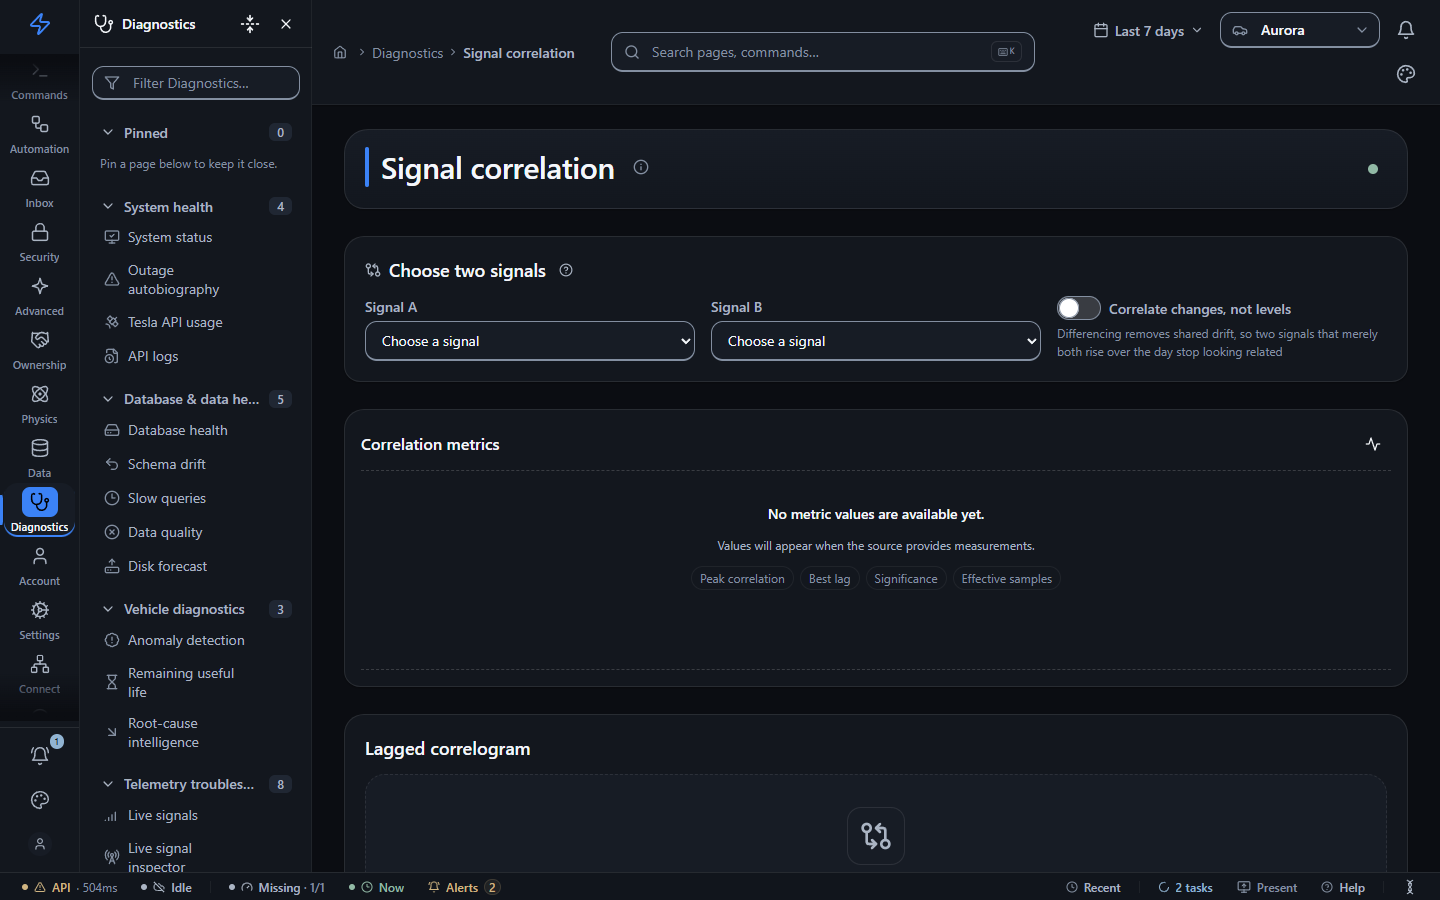 Diagnostics
Commands
Automation
Inbox
Security
Advanced
Ownership
Physics
Data
Diagnostics
Account
Settings
Connect
1
Filter Diagnostics...
Pinned 0
Pin a page below to keep it close.
System health 4
System status
Outage
autobiography
Tesla API usage
API logs
Database & data he... 5
Database health
Schema drift
Slow queries
Data quality
Disk forecast
Vehicle diagnostics 3
Anomaly detection
Remaining useful
life
Root-cause
intelligence
Telemetry troubles... 8
Live signals
Live signal
inspector
Diagnostics Signal correlation
Search pages, commands... K
Last 7 days
Aurora
Signal correlation
Choose two signals
Signal A
Choose a signal
Signal B
Choose a signal
Correlate changes, not levels
Differencing removes shared drift, so two signals that merely
both rise over the day stop looking related
Correlation metrics
No metric values are available yet.
Values will appear when the source provides measurements.
Peak correlation Best lag Significance Effective samples
Lagged correlogram
API · 504ms Idle Missing · 1/1 Now Alerts 2 Recent 2 tasks Present Help